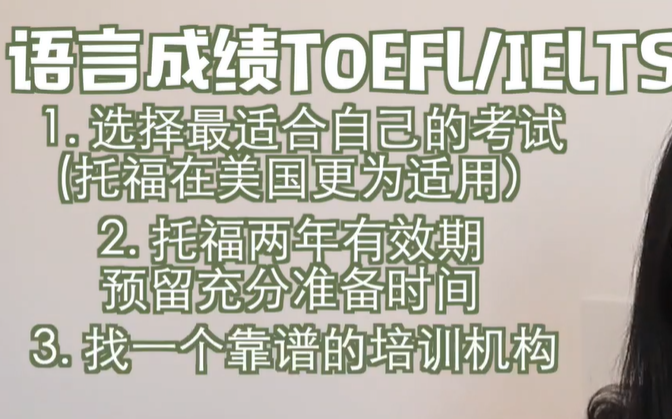 语言成绩TOEFL/IELTS
1. 选择最适合自己的考试
(托福在美国更为适用)
2. 托福两年有效期
预留充分准备时间
3. 找一个靠谱的培训机构